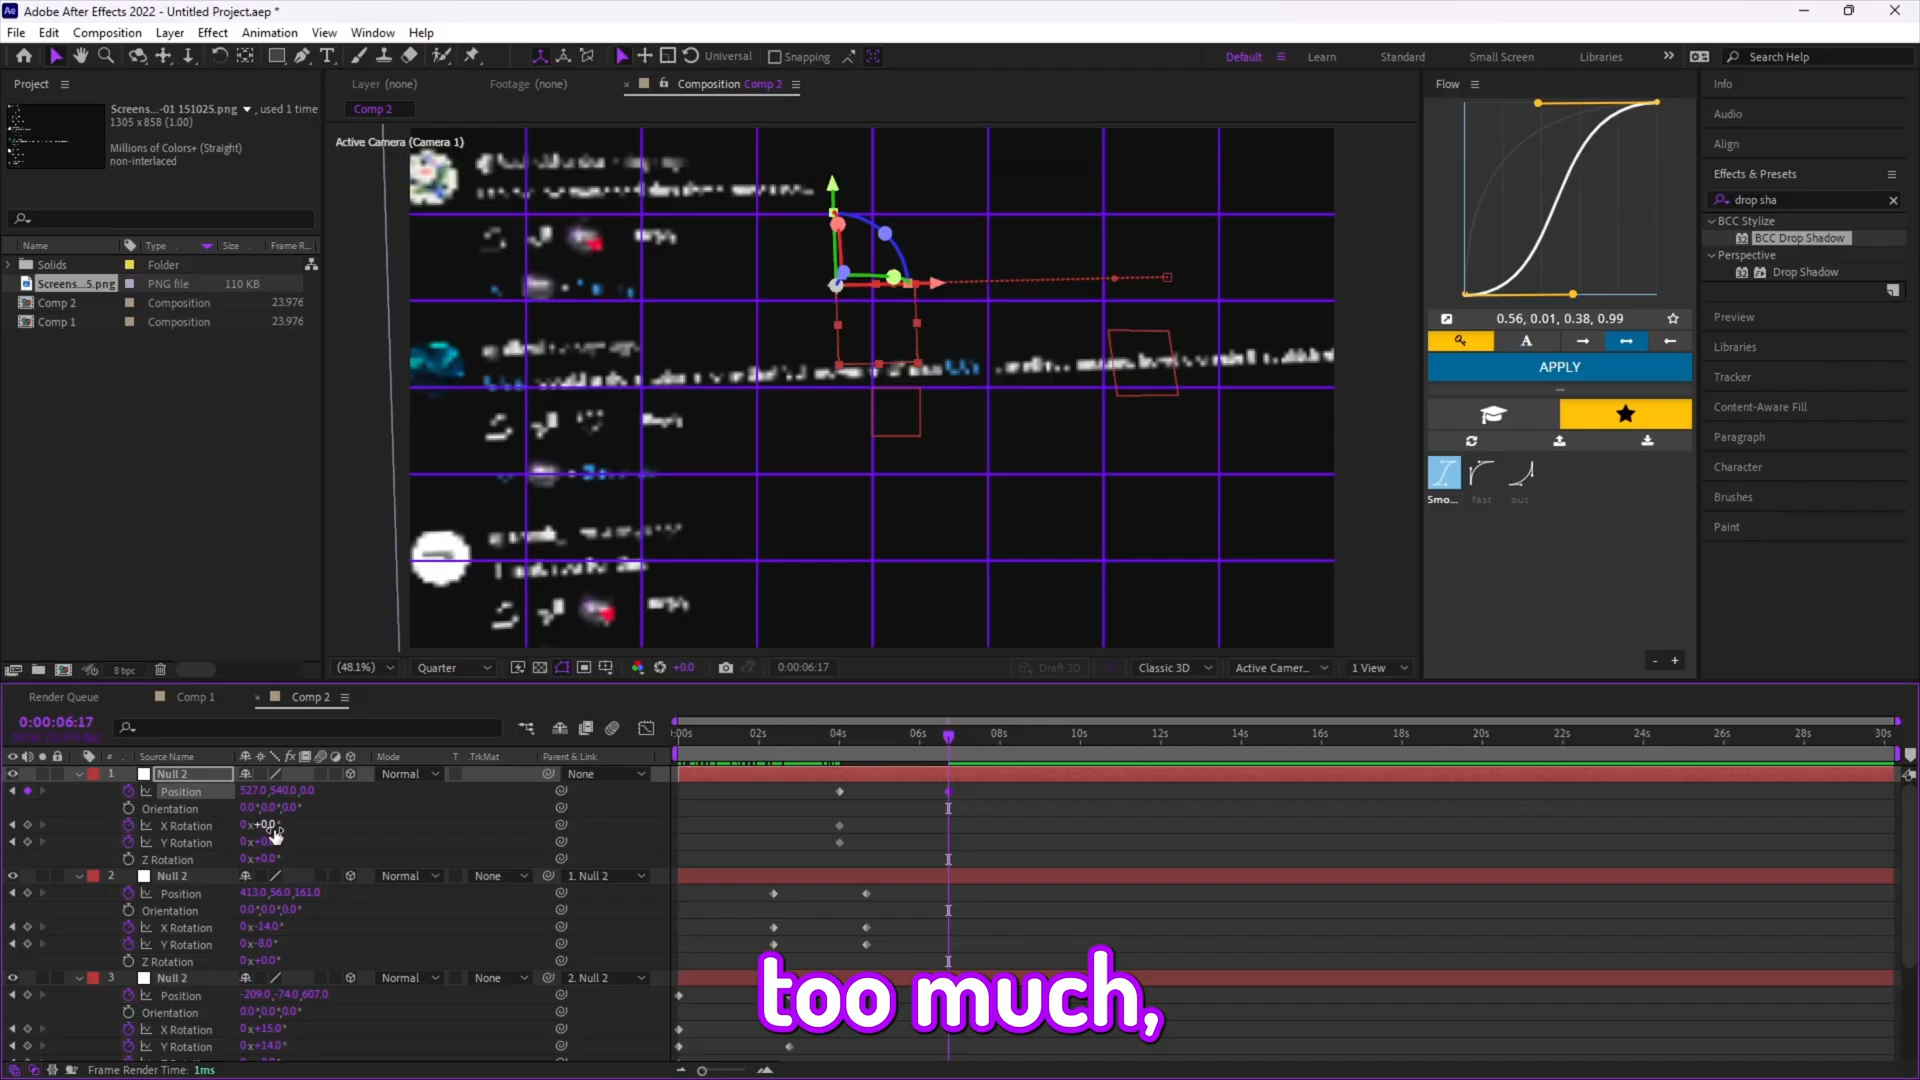 Adobe After Effects 2022 - Untitled Project.aep *
File Edit Composition Layer Effect Animation View Window Help
Universal Snapping Default Learn Standard Small Screen Libraries Search Help
Project
Screens...-01 151025.png , used 1 time
1305 x 858 (1.00)
Millions of Colors+ (Straight)
non-interlaced
Name Type Size Frame R...
Solids Folder
Screens...5.png PNG file 110 KB
Comp 2 Composition 23.976
Comp 1 Composition 23.976
8 bpc
Layer (none) Footage (none) Composition Comp 2
Comp 2
Active Camera (Camera 1)
(48.1%) Quarter +0.0 0:00:06:17 Draft 3D Classic 3D Active Camer... 1 View
Flow
0.56, 0.01, 0.38, 0.99
A
APPLY
Smo... fast out
- +
Info
Audio
Align
Effects & Presets
drop sha
BCC Stylize
BCC Drop Shadow
Perspective
Drop Shadow
Preview
Libraries
Tracker
Content-Aware Fill
Paragraph
Character
Brushes
Paint
Render Queue Comp 1 Comp 2
0:00:06:17
:00s 02s 04s 06s 08s 10s 12s 14s 16s 18s 20s 22s 24s 26s 28s 30s
# Source Name fx Mode T .TrkMat Parent & Link
1 Null 2 Normal None
Position 527.0,540.0,0.0
Orientation 0.0°,0.0°,0.0°
X Rotation 0x+0.0°
Y Rotation 0x+0
Z Rotation 0x+0.0°
2 Null 2 Normal None 1. Null 2
Position 413.0,56.0,161.0
Orientation 0.0°,0.0°,0.0°
X Rotation 0x-14.0°
Y Rotation 0x-8.0°
Z Rotation 0x+0.0°
3 Null 2 Normal None 2. Null 2
Position -209.0,-74.0,607.0
Orientation 0.0°,0.0°,0.0°
X Rotation 0x+15.0°
Y Rotation 0x+14.0°
too much,
Frame Render Time: 1ms